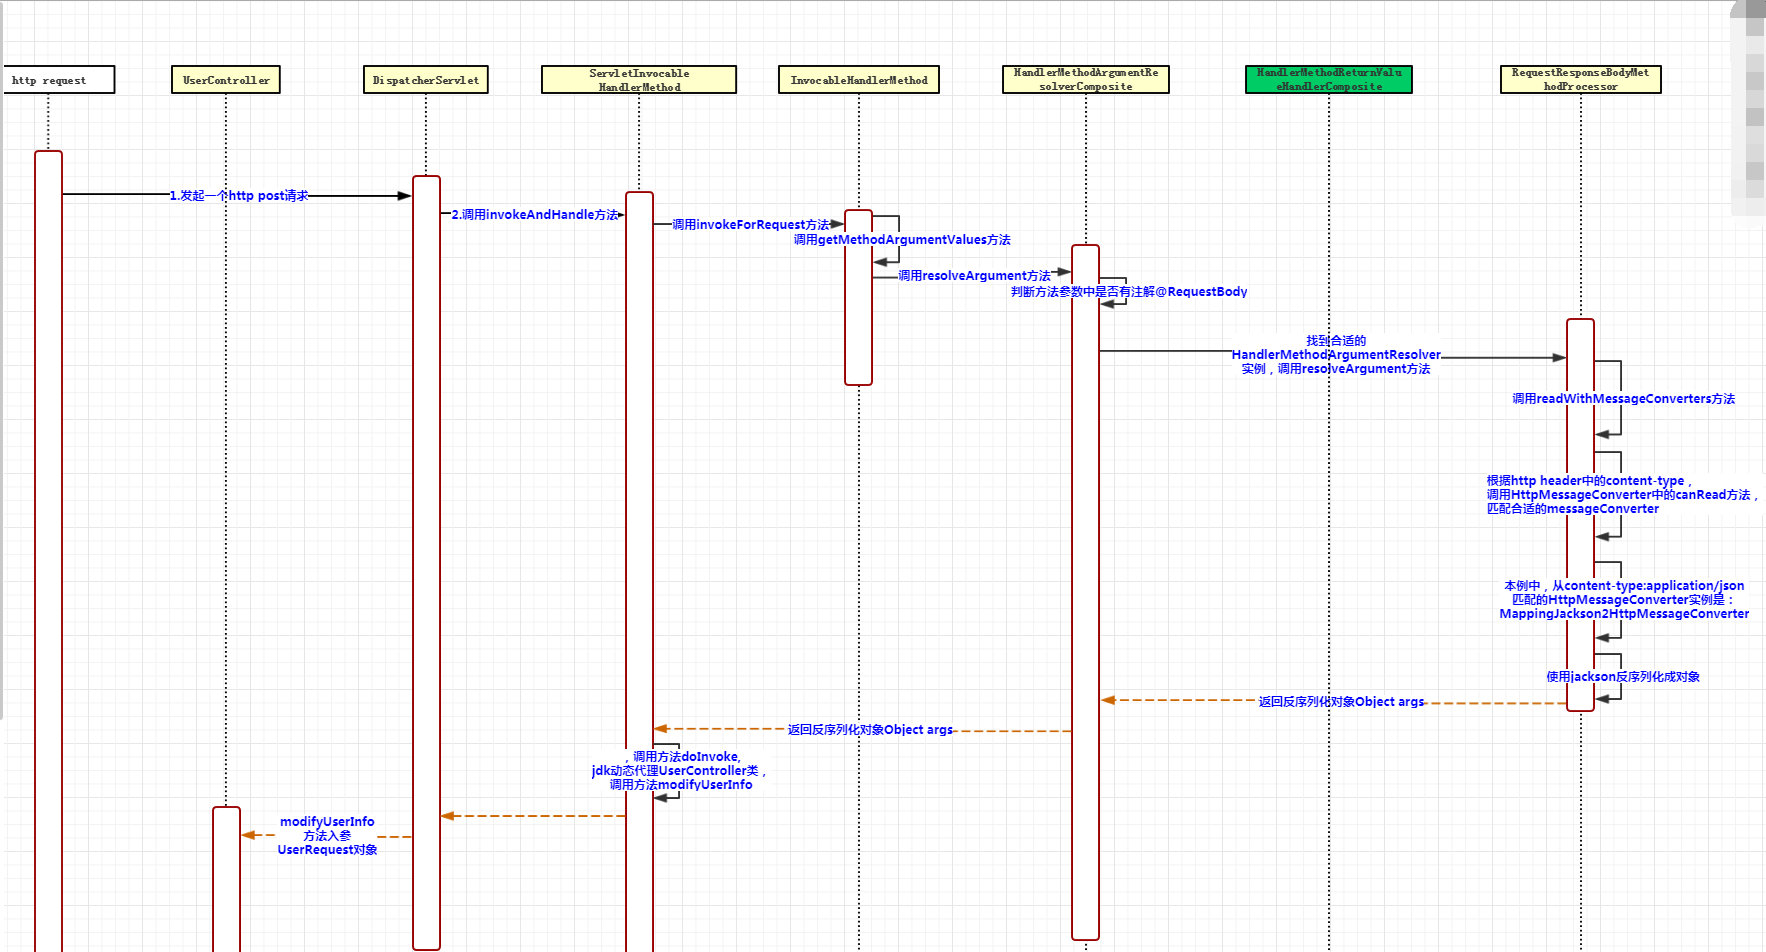 http request
UserController
DispatcherServlet
ServletInvocable
HandlerMethod
InvocableHandlerMethod
HandlerMethodArgumentRe
solverComposite
HandlerMethodReturnValu
eHandlerComposite
RequestResponseBodyMet
hodProcessor
1.发起一个http post请求
2.调用invokeAndHandle方法
调用invokeForRequest方法
调用getMethodArgumentValues方法
调用resolveArgument方法
判断方法参数中是否有注解@RequestBody
找到合适的
HandlerMethodArgumentResolver
实例，调用resolveArgument方法
调用readWithMessageConverters方法
根据http header中的content-type，
调用HttpMessageConverter中的canRead方法，
匹配合适的messageConverter
本例中，从content-type:application/json
匹配的HttpMessageConverter实例是：
MappingJackson2HttpMessageConverter
使用jackson反序列化成对象
返回反序列化对象Object args
返回反序列化对象Object args
，调用方法doInvoke,
jdk动态代理UserController类，
调用方法modifyUserInfo
modifyUserInfo
方法入参
UserRequest对象